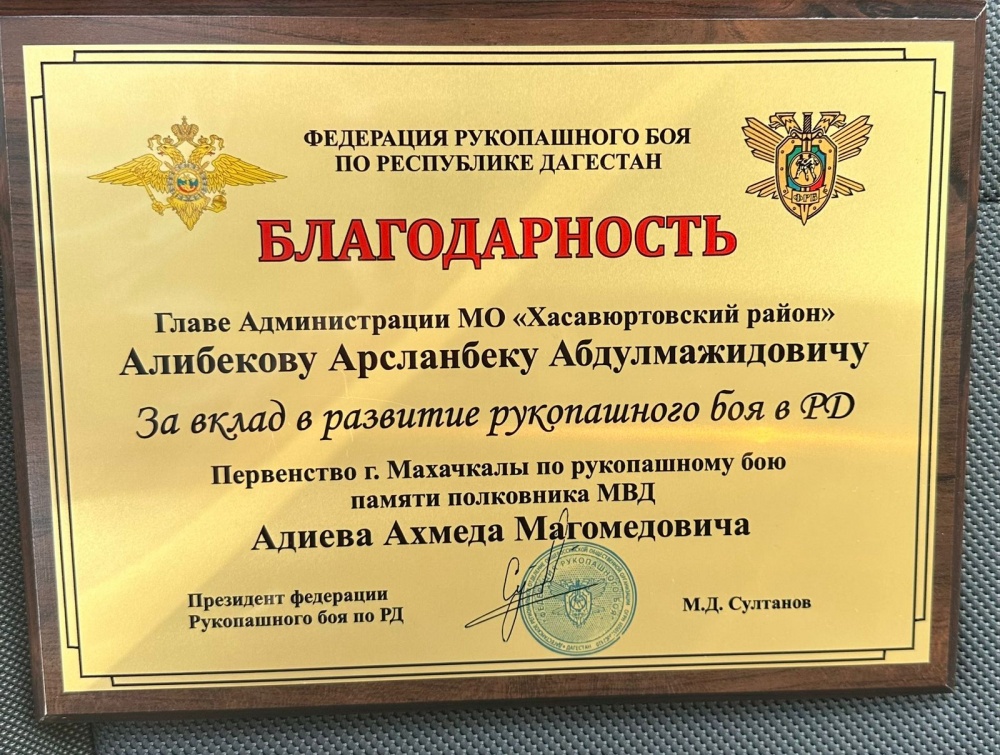 ФЕДЕРАЦИЯ РУКОПАШНОГО БОЯ
ПО РЕСПУБЛИКЕ ДАГЕСТАН
ФРБ
БЛАГОДАРНОСТЬ
Главе Администрации МО «Хасавюртовский район»
Алибекову Арсланбеку Абдулмажидовичу
За вклад в развитие рукопашного боя в РД
Первенство г. Махачкалы по рукопашному бою
памяти полковника МВД
Адиева Ахмеда Магомедовича
Президент федерации
Рукопашного боя по РД
М.Д. Султанов